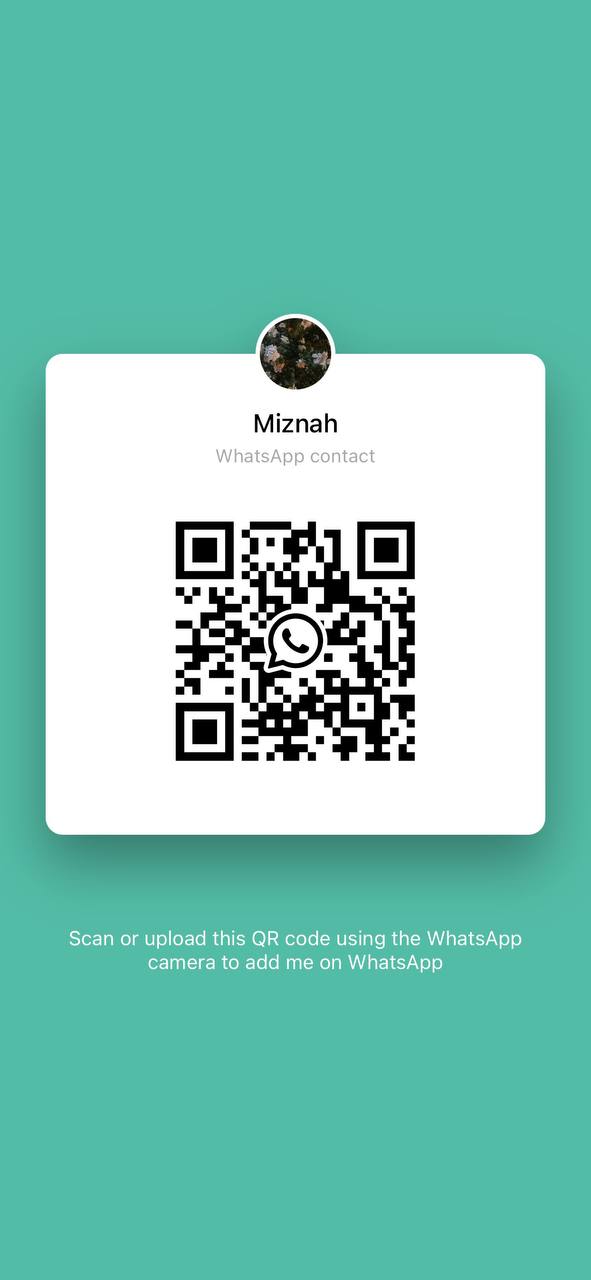 Miznah
WhatsApp contact
Scan or upload this QR code using the WhatsApp
camera to add me on WhatsApp